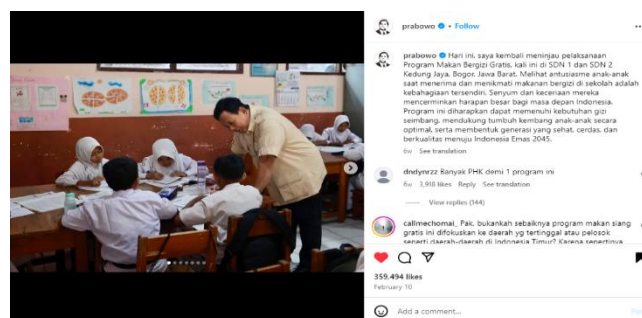 prabowo • Follow
prabowo Hari ini, saya kembali meninjau pelaksanaan
Program Makan Bergizi Gratis, kali ini di SDN 1 dan SDN 2
Kedung Jaya, Bogor, Jawa Barat. Melihat antusiasme anak-anak
saat menerima dan menikmati makanan bergizi di sekolah adalah
kebahagiaan tersendiri. Senyum dan keceriaan mereka
mencerminkan harapan besar bagi masa depan Indonesia.
Program ini diharapkan dapat memenuhi kebutuhan gizi
seimbang, mendukung tumbuh kembang anak-anak secara
optimal, serta membentuk generasi yang sehat, cerdas, dan
berkualitas menuju Indonesia Emas 2045.
6w See translation
dndynrzz Banyak PHK demi 1 program ini
6w 3,918 likes Reply See translation
View replies (144)
callmechomai_ Pak, bukankah sebaiknya program makan siang
gratis ini difokuskan ke daerah yg tertinggal atau pelosok
seperti daerah-daerah di Indonesia Timur? Karena sepertinya
359.494 likes
February 10
Add a comment...